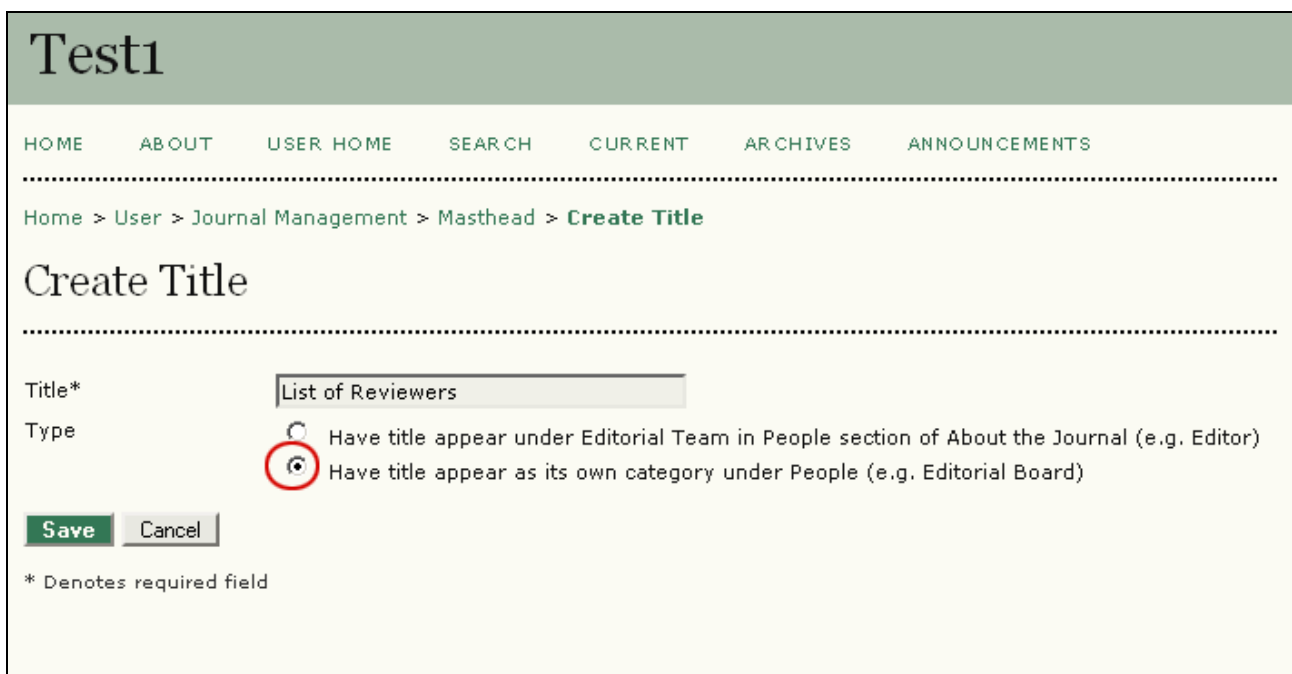 Test1
HOME ABOUT USER HOME SEARCH CURRENT ARCHIVES ANNOUNCEMENTS
Home > User > Journal Management > Masthead > Create Title
Create Title
Title* List of Reviewers
Type Have title appear under Editorial Team in People section of About the Journal (e.g. Editor)
Have title appear as its own category under People (e.g. Editorial Board)
Save Cancel
* Denotes required field